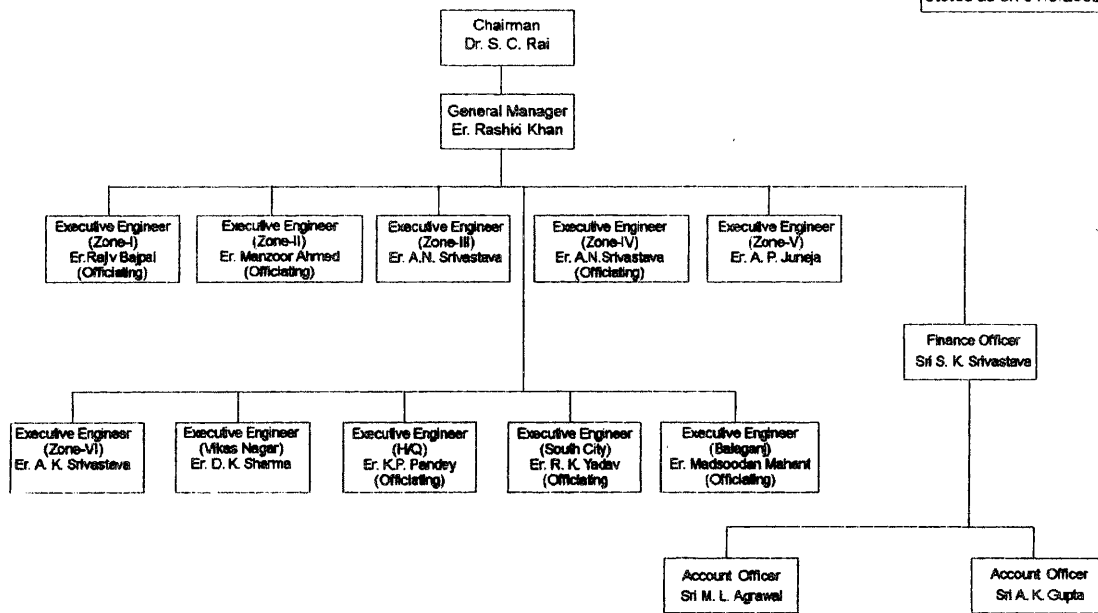 Chairman
Dr. S. C. Rai
General Manager
Er. Rashid Khan
Executive Engineer
(Zone-I)
Er.Rajiv Bajpai
(Officiating)
Executive Engineer
(Zone-II)
Er. Manzoor Ahmed
(Officiating)
Executive Engineer
(Zone-III)
Er. A.N. Srivastava
Executive Engineer
(Zone-IV)
Er. A.N.Srivastava
(Officiating)
Executive Engineer
(Zone-V)
Er. A. P. Juneja
Finance Officer
Sri S. K. Srivastava
Executive Engineer
(Zone-VI)
Er. A. K. Srivastava
Executive Engineer
(Vikas Nagar)
Er. D. K. Sharma
Executive Engineer
(H/Q)
Er. K.P. Pandey
(Officiating)
Executive Engineer
(South City)
Er. R. K. Yadav
(Officiating
Executive Engineer
(Balaganj)
Er. Madsoodan Mahant
(Officiating)
Account Officer
Sri M. L. Agrawal
Account Officer
Sri A. K. Gupta